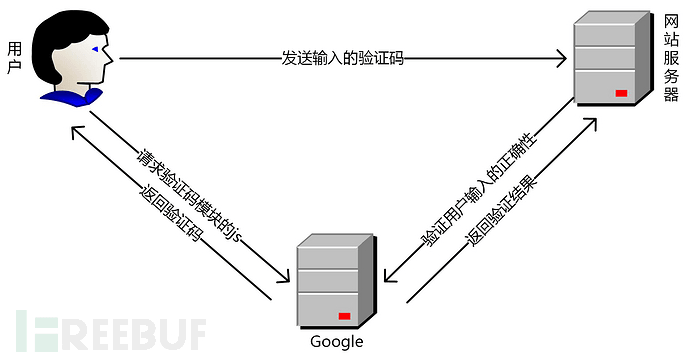 用户
发送输入的验证码
网站服务器
请求验证码模块的js
返回验证码
验证用户输入的正确性
返回验证结果
Google
FREEBUF